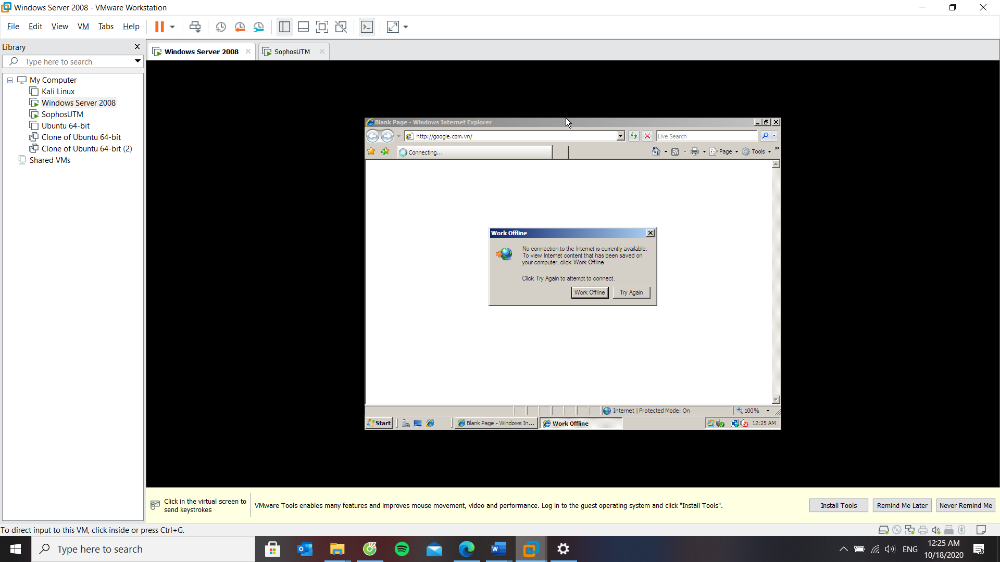 Windows Server 2008 - VMware Workstation
File Edit View VM Tabs Help
Library
Type here to search
My Computer
Kali Linux
Windows Server 2008
SophosUTM
Ubuntu 64-bit
Clone of Ubuntu 64-bit
Clone of Ubuntu 64-bit (2)
Shared VMs
Windows Server 2008
SophosUTM
Blank Page - Windows Internet Explorer
http://google.com.vn/
Live Search
Connecting...
Page
Tools
Work Offline
No connection to the Internet is currently available.
To view Internet content that has been saved on
your computer, click Work Offline.
Click Try Again to attempt to connect.
Work Offline
Try Again
Internet | Protected Mode: On
100%
Start
Blank Page - Windows In...
Work Offline
12:25 AM
Click in the virtual screen to
send keystrokes
VMware Tools enables many features and improves mouse movement, video and performance. Log in to the guest operating system and click "Install Tools".
Install Tools
Remind Me Later
Never Remind Me
To direct input to this VM, click inside or press Ctrl+G.
Type here to search
ENG
12:25 AM
10/18/2020